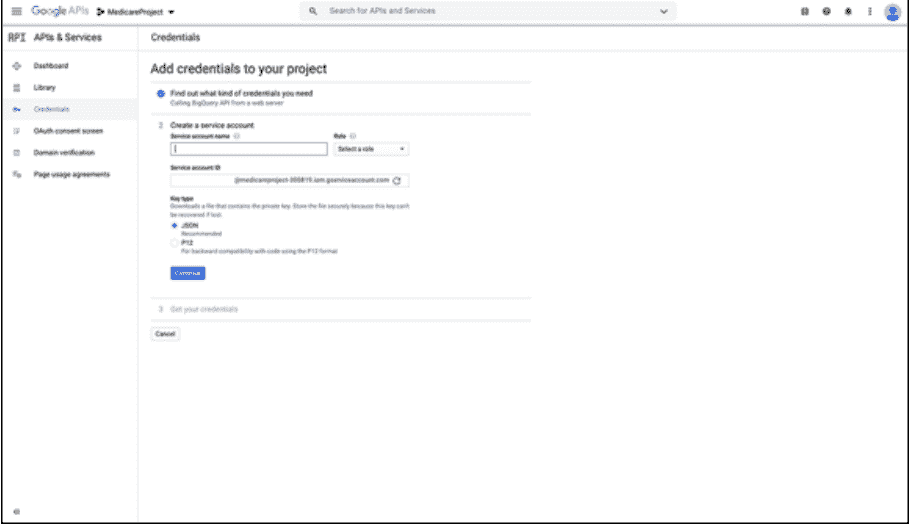 Google APIs MedicareProject Search for APIs and Services
API APIs & Services Credentials
Dashboard
Library
Credentials
OAuth consent screen
Domain verification
Page usage agreements
Add credentials to your project
Find out what kind of credentials you need
Calling BigQuery API from a web server
2 Create a service account
Service account name Role
Select a role
Service account ID
iam.gserviceaccount.com
Key type
Downloads a file that contains the private key. Store the file securely because this key can't
be recovered if lost.
JSON
Recommended
P12
For backward compatibility with code using the P12 format
Continue
3 Get your credentials
Cancel